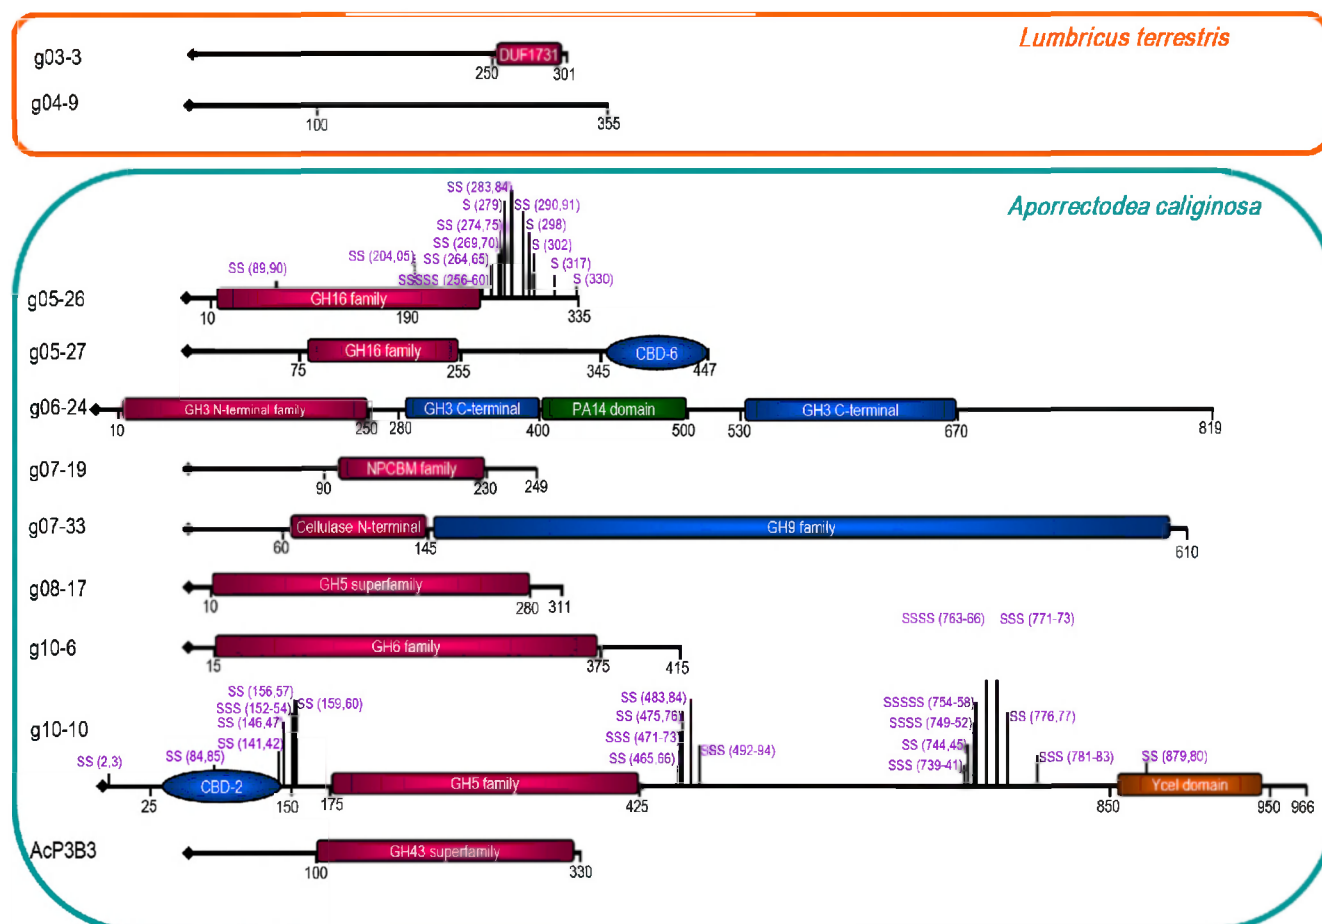 Lumbricus terrestris
g03-3
DUF1731
250 301
g04-9
100 355
Aporrectodea caliginosa
SS (283,84)
S (279) SS (290,91)
SS (274,75) S (298)
SS (269,70) S (302)
SS (204,05) SS (264,65) S (317)
SS (89,90) SSSSS (256-60) S (330)
g05-26 GH16 family
10 190 335
g05-27 GH16 family CBD-6
75 255 345 447
g06-24 GH3 N-terminal family GH3 C-terminal PA14 domain GH3 C-terminal
10 250 280 400 500 530 670 819
g07-19 NPCBM family
90 230 249
g07-33 Cellulase N-terminal GH9 family
60 145 610
g08-17 GH5 superfamily
10 280 311
SSSS (763-66) SSS (771-73)
g10-6 GH6 family
15 375 415
SS (156,57) SS (159,60) SS (483,84) SSSSS (754-58)
SSS (152-54) SS (475,76) SSSS (749-52) SS (776,77)
g10-10 SS (146,47) SSS (471-73) SS (744,45)
SS (141,42) SS (492-94)
SS (2,3) SS (84,85) SS (465,66) SSS (739-41) SSS (781-83) SS (879,80)
CBD-2 GH5 family YceI domain
25 150 175 425 850 950 966
AcP3B3 GH43 superfamily
100 330